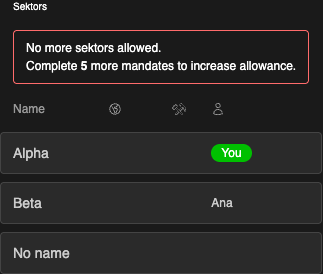 Sektors
No more sektors allowed.
Complete 5 more mandates to increase allowance.
Name
Alpha You
Beta Ana
No name